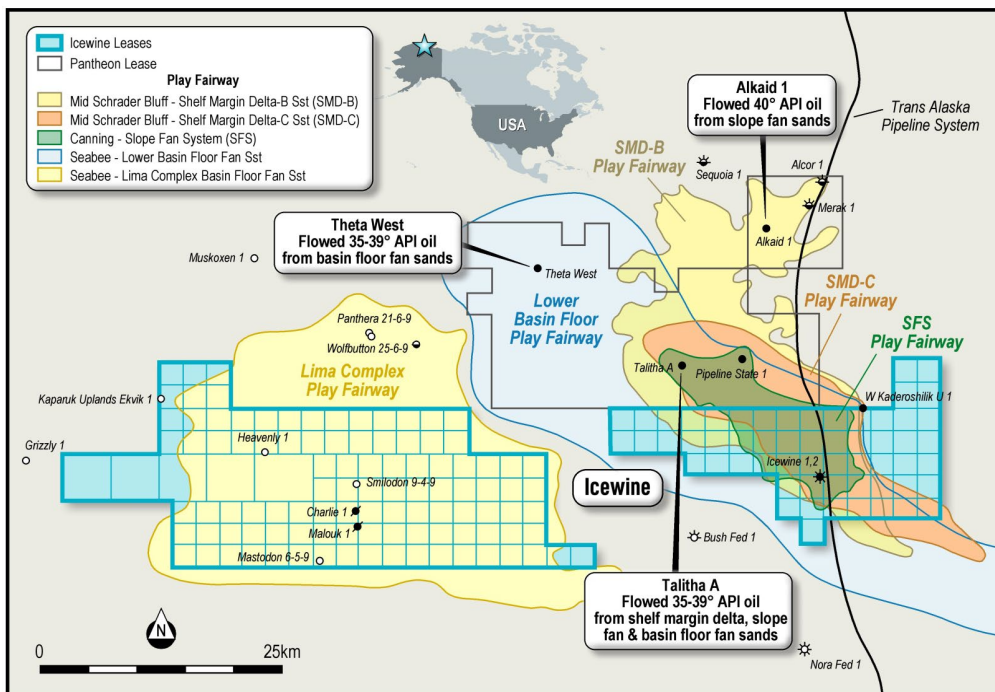 Icewine Leases
Pantheon Lease
Play Fairway
Mid Schrader Bluff - Shelf Margin Delta-B Sst (SMD-B)
Mid Schrader Bluff - Shelf Margin Delta-C Sst (SMD-C)
Canning - Slope Fan System (SFS)
Seabee - Lower Basin Floor Fan Sst
Seabee - Lima Complex Basin Floor Fan Sst
USA
Alkaid 1
Flowed 40° API oil
from slope fan sands
Trans Alaska
Pipeline System
SMD-B
Play Fairway
Sequoia 1
Alcor 1
Merak 1
Alkaid 1
Theta West
Flowed 35-39° API oil
from basin floor fan sands
Muskoxen 1
Theta West
Lower
Basin Floor
Play Fairway
SMD-C
Play Fairway
SFS
Play Fairway
Panthera 21-6-9
Wolfbutton 25-6-9
Lima Complex
Play Fairway
Talitha A
Pipeline State 1
W Kaderoshilik U 1
Kaparuk Uplands Ekvik 1
Grizzly 1
Heavenly 1
Smilodon 9-4-9
Icewine
Icewine 1,2
Charlie 1
Malouk 1
Mastodon 6-5-9
Bush Fed 1
Talitha A
Flowed 35-39° API oil
from shelf margin delta, slope
fan & basin floor fan sands
Nora Fed 1
N
0
25km